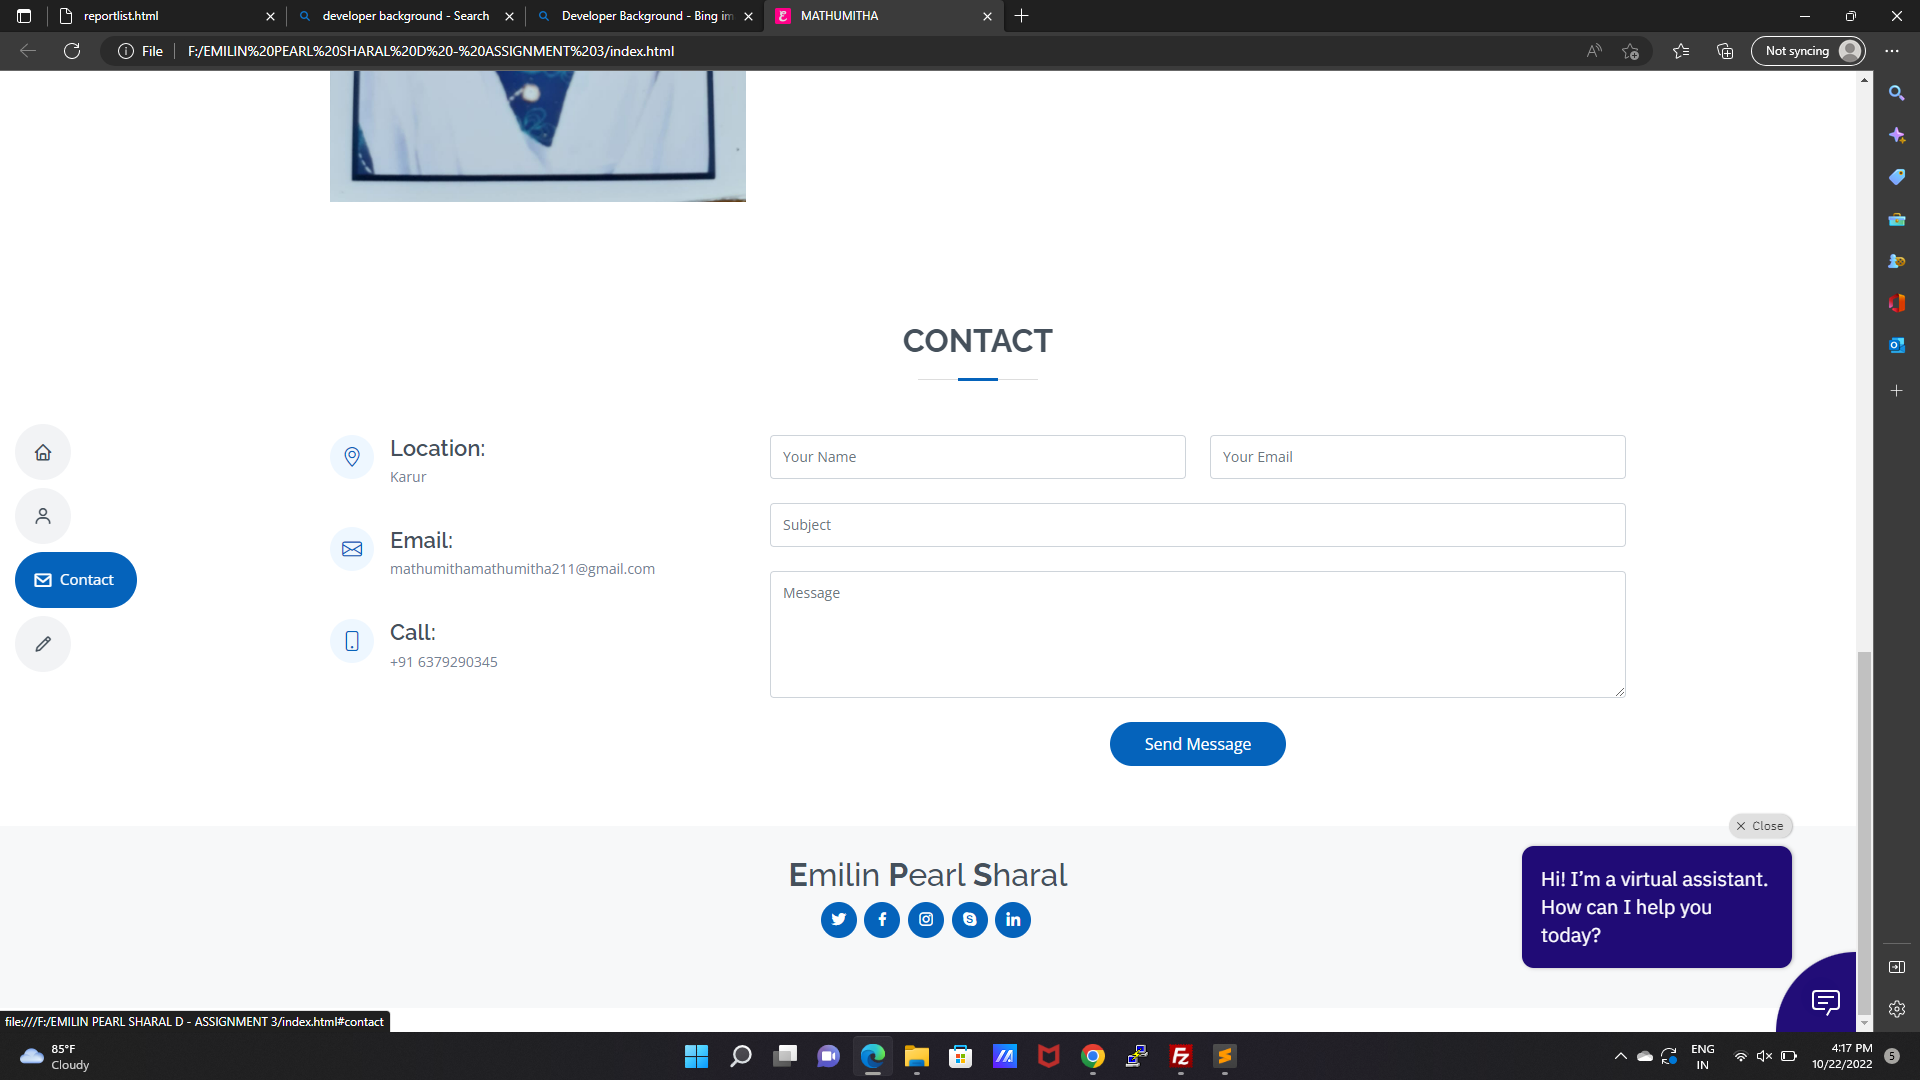 reportlist.html
developer background - Search
Developer Background - Bing im
MATHUMITHA
File
F:/EMILIN%20PEARL%20SHARAL%20D%20-%20ASSIGNMENT%203/index.html
Not syncing
CONTACT
Location:
Karur
Email:
mathumithamathumitha211@gmail.com
Call:
+91 6379290345
Contact
Your Name
Your Email
Subject
Message
Send Message
Close
Hi! I'm a virtual assistant.
How can I help you
today?
Emilin Pearl Sharal
file:///F:/EMILIN PEARL SHARAL D - ASSIGNMENT 3/index.html#contact
85°F
Cloudy
ENG
IN
4:17 PM
10/22/2022
5